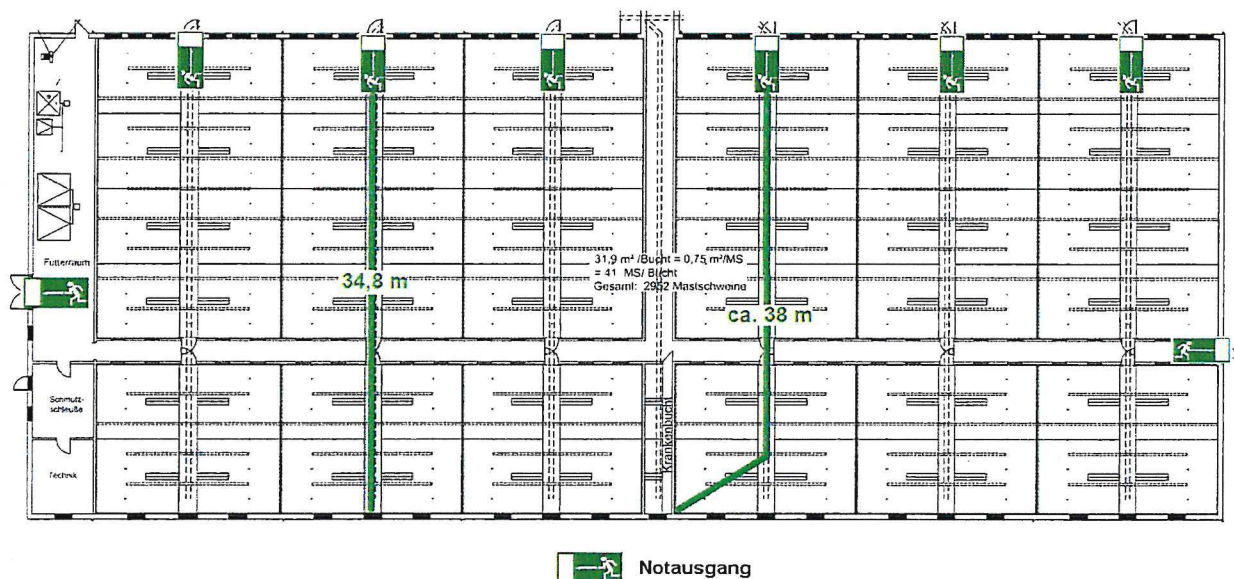 Futterraum
31,9 m² /Bucht = 0,75 m²/MS
= 41 MS/ Bucht
Gesamt: 2952 Mastschweine
34,8 m
ca. 38 m
Schmutz-
schleuße
Krankenbucht
Technik
Notausgang